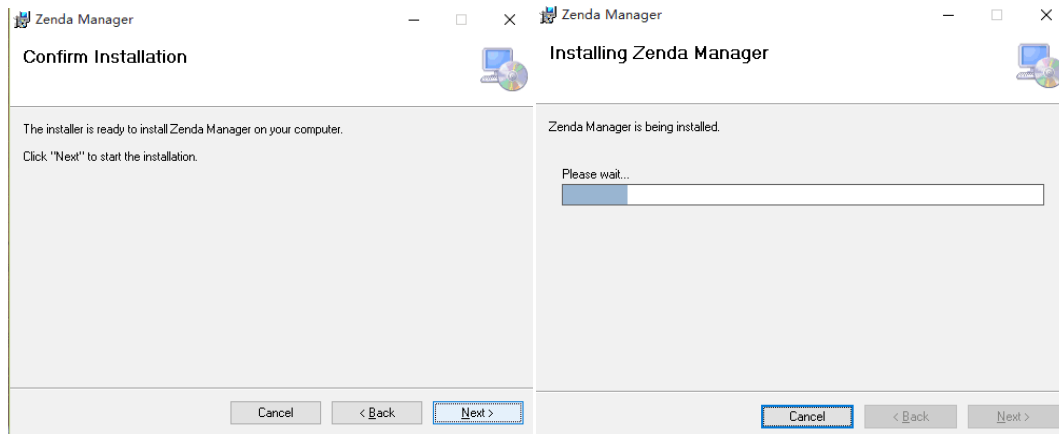 Zenda Manager
Confirm Installation
The installer is ready to install Zenda Manager on your computer.
Click "Next" to start the installation.
Cancel
< Back
Next >
Zenda Manager
Installing Zenda Manager
Zenda Manager is being installed.
Please wait...
Cancel
< Back
Next >